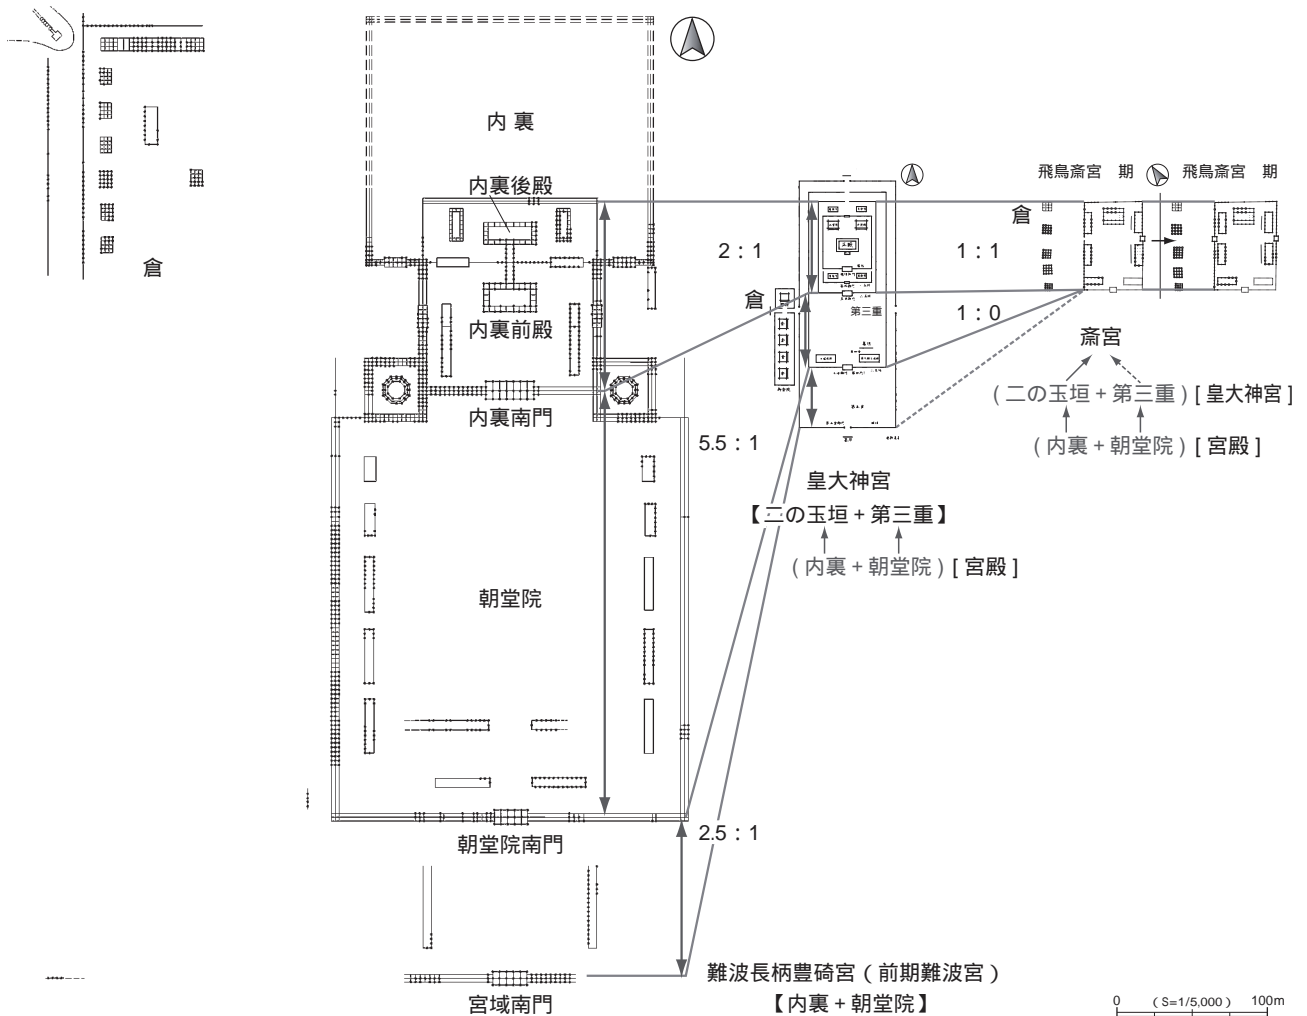 内 裏
内裏後殿
内裏前殿
内裏南門
朝堂院
朝堂院南門
宮域南門
倉
2 : 1
5.5 : 1
2.5 : 1
難波長柄豊碕宮（前期難波宮）
【内裏 + 朝堂院】
倉
正殿
第三重
皇大神宮
【二の玉垣 + 第三重】
（内裏 + 朝堂院）[ 宮殿 ]
1 : 1
1 : 0
飛鳥斎宮　期
飛鳥斎宮　期
倉
斎宮
（二の玉垣 + 第三重）[ 皇大神宮 ]
（内裏 + 朝堂院）[ 宮殿 ]
0 （S=1/5,000） 100m